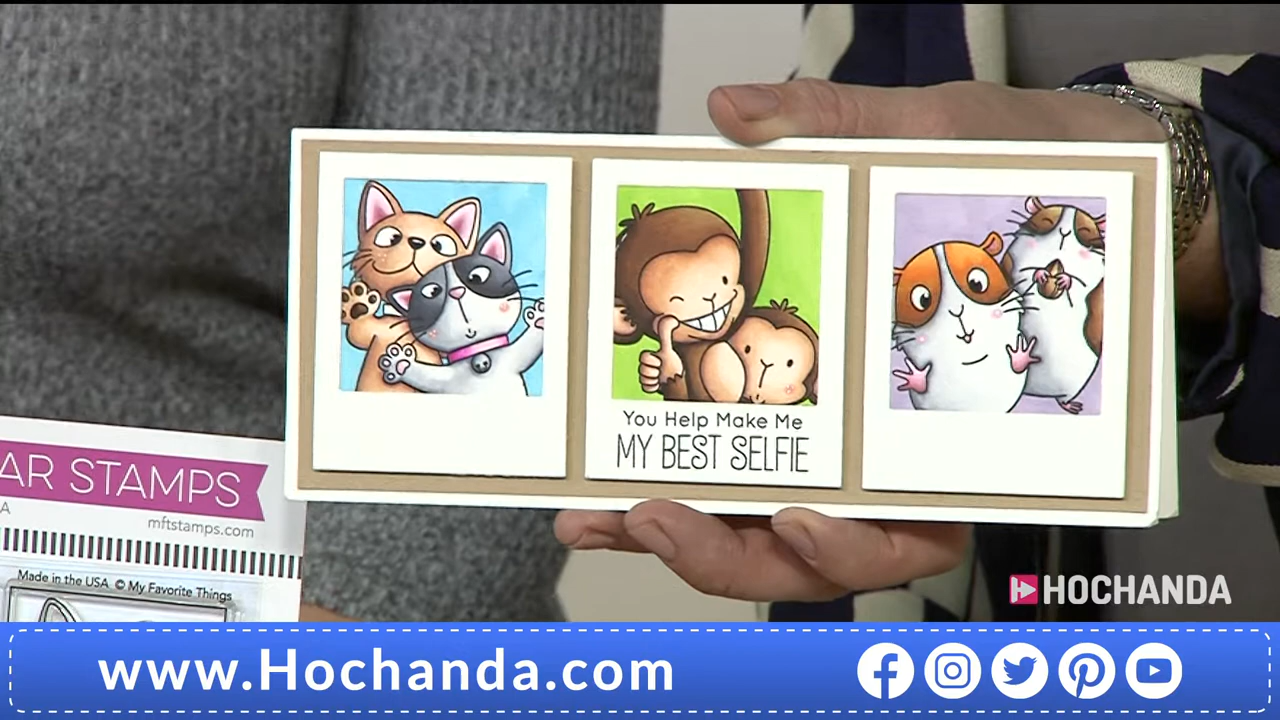 You Help Make Me
MY BEST SELFIE
AR STAMPS
A
mftstamps.com
Made in the USA © My Favorite Things
HOCHANDA
www.Hochanda.com